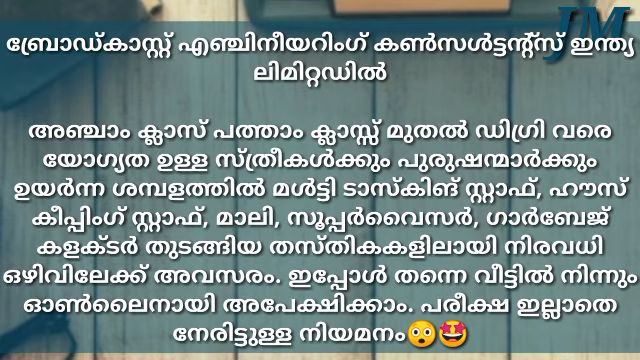 JM
ബ്രോഡ്കാസ്റ്റ് എഞ്ചിനീയറിംഗ് കൺസൾട്ടന്റ്സ് ഇന്ത്യ
ലിമിറ്റഡിൽ
അഞ്ചാം ക്ലാസ് പത്താം ക്ലാസ്സ് മുതൽ ഡിഗ്രി വരെ
യോഗ്യത ഉള്ള സ്ത്രീകൾക്കും പുരുഷന്മാർക്കും
ഉയർന്ന ശമ്പളത്തിൽ മൾട്ടി ടാസ്കിങ് സ്റ്റാഫ്, ഹൗസ്
കീപ്പിംഗ് സ്റ്റാഫ്, മാലി, സൂപ്പർവൈസർ, ഗാർബേജ്
കളക്ടർ തുടങ്ങിയ തസ്തികകളിലായി നിരവധി
ഒഴിവിലേക്ക് അവസരം. ഇപ്പോൾ തന്നെ വീട്ടിൽ നിന്നും
ഓൺലൈനായി അപേക്ഷിക്കാം. പരീക്ഷ ഇല്ലാതെ
നേരിട്ടുള്ള നിയമനം😲🤩